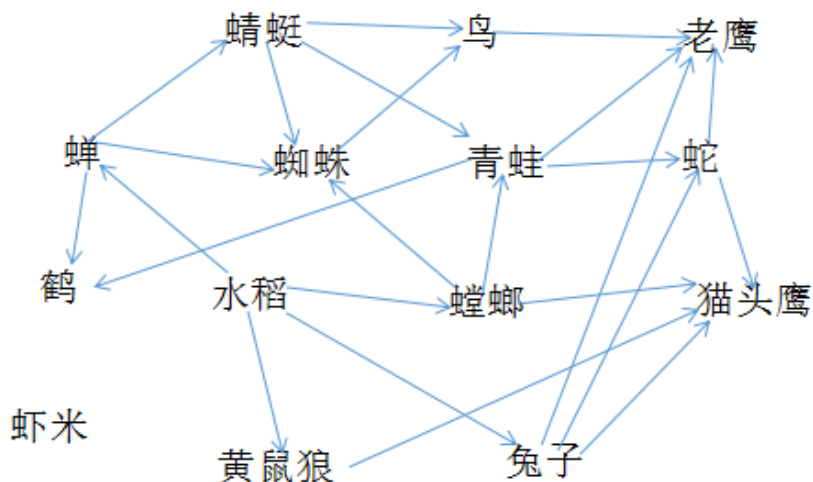 蜻蜓 鸟 老鹰
蝉 蜘蛛 青蛙 蛇
鹤 水稻 螳螂 猫头鹰
虾米
黄鼠狼 兔子